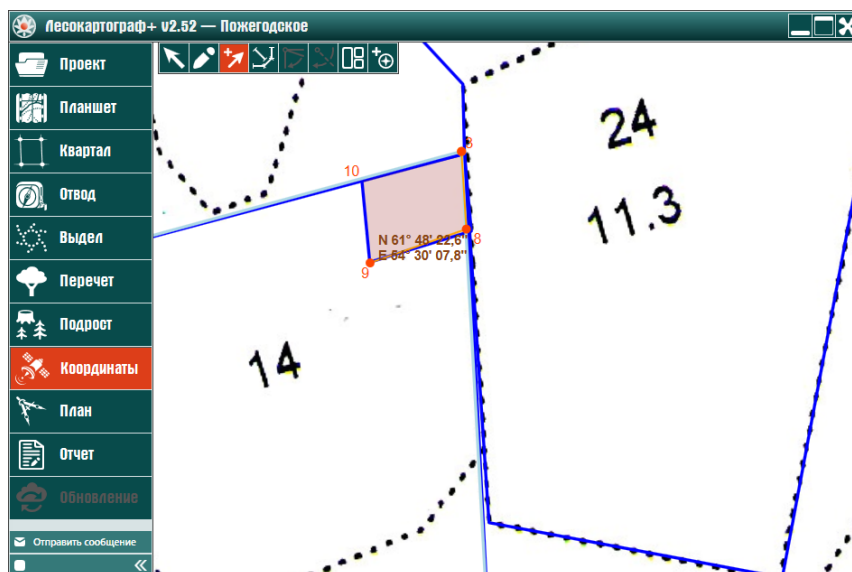 Лесокартограф+ v2.52 — Пожегодское
Проект
Планшет
Квартал
Отвод
Выдел
Перечет
Подрост
Координаты
План
Отчет
Обновление
Отправить сообщение
24
11.3
3
10
N 61° 48' 22,6"
8
E 54° 30' 07,8"
9
14